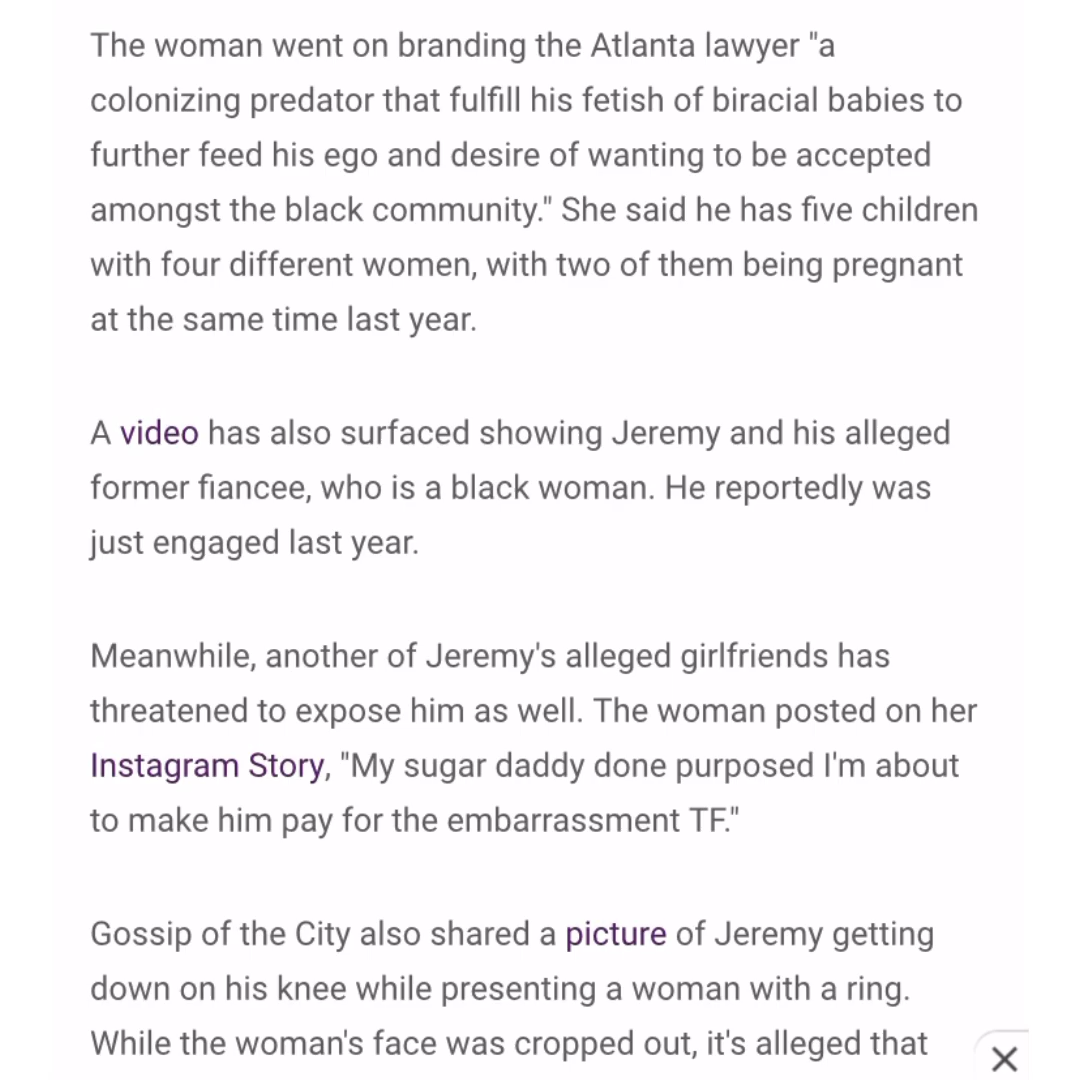 The woman went on branding the Atlanta lawyer "a
colonizing predator that fulfill his fetish of biracial babies to
further feed his ego and desire of wanting to be accepted
amongst the black community." She said he has five children
with four different women, with two of them being pregnant
at the same time last year.
A video has also surfaced showing Jeremy and his alleged
former fiancee, who is a black woman. He reportedly was
just engaged last year.
Meanwhile, another of Jeremy's alleged girlfriends has
threatened to expose him as well. The woman posted on her
Instagram Story, "My sugar daddy done purposed I'm about
to make him pay for the embarrassment TF."
Gossip of the City also shared a picture of Jeremy getting
down on his knee while presenting a woman with a ring.
While the woman's face was cropped out, it's alleged that